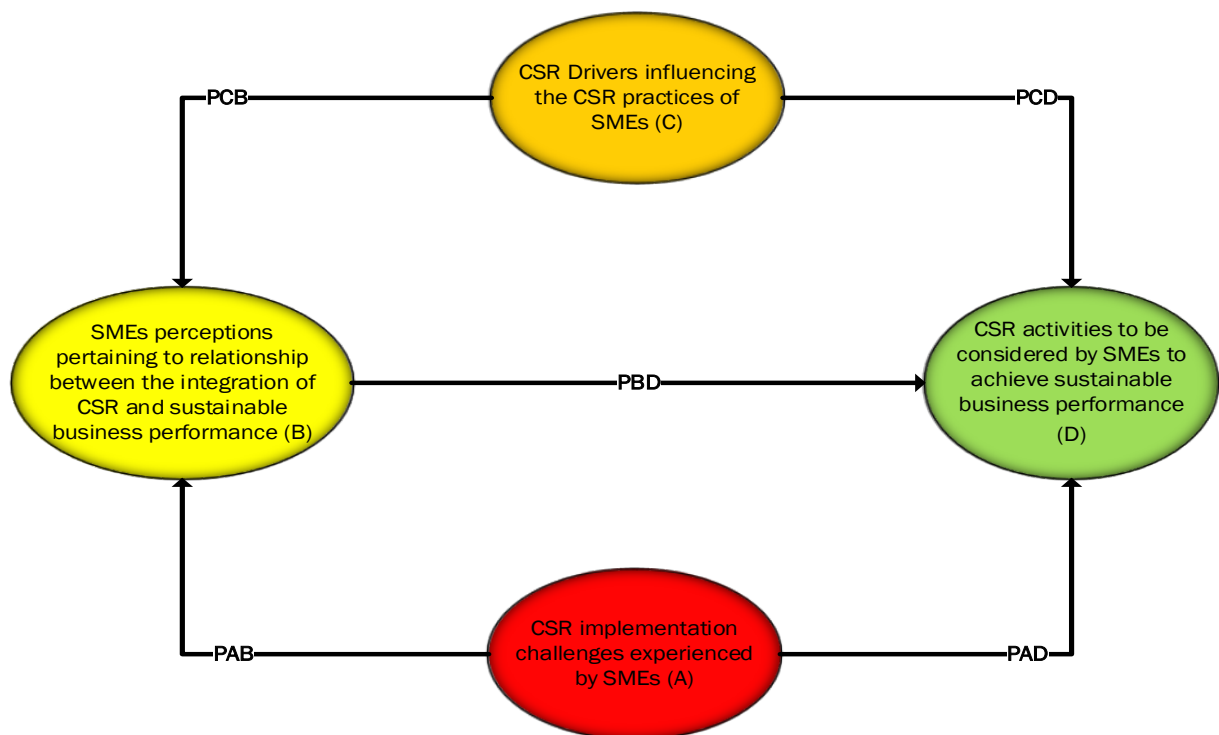 CSR Drivers influencing
the CSR practices of
SMEs (C)
PCB
PCD
SMEs perceptions
pertaining to relationship
between the integration of
CSR and sustainable
business performance (B)
PBD
CSR activities to be
considered by SMEs to
achieve sustainable
business performance
(D)
CSR implementation
challenges experienced
by SMEs (A)
PAB
PAD